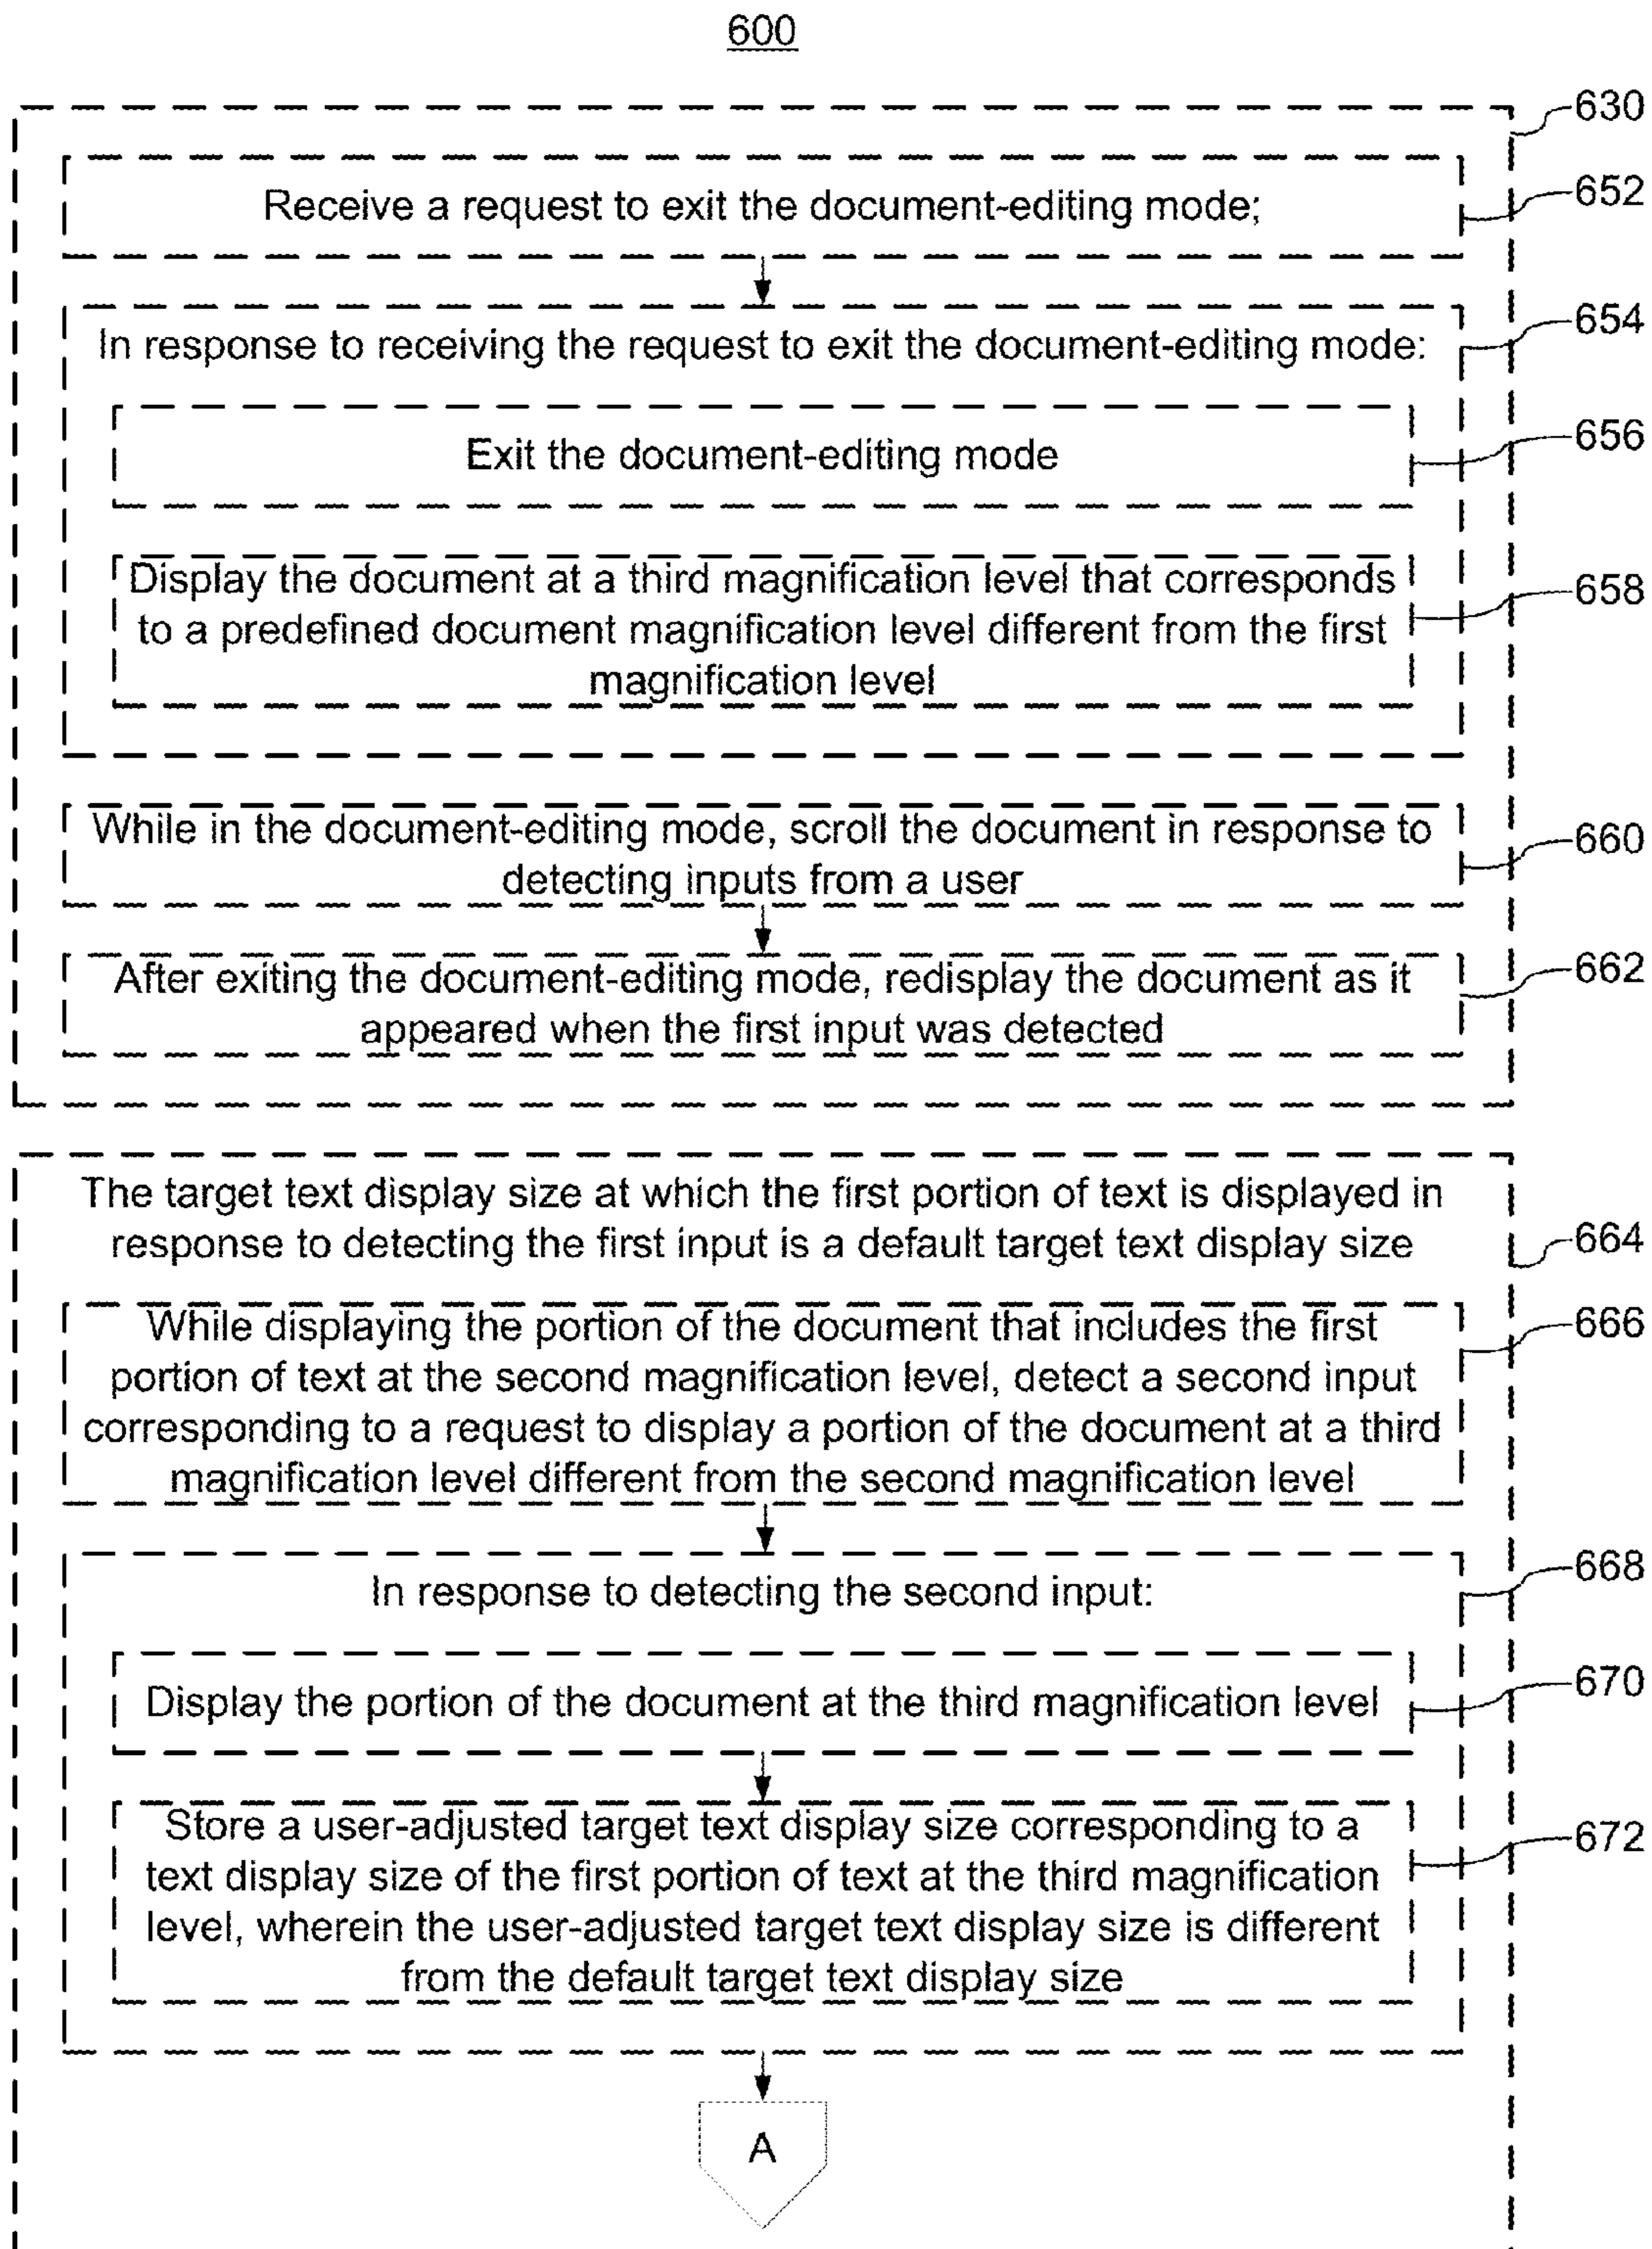 600
630
Receive a request to exit the document-editing mode;
652
In response to receiving the request to exit the document-editing mode:
654
Exit the document-editing mode
656
Display the document at a third magnification level that corresponds
to a predefined document magnification level different from the first
magnification level
658
While in the document-editing mode, scroll the document in response to
detecting inputs from a user
660
After exiting the document-editing mode, redisplay the document as it
appeared when the first input was detected
662
The target text display size at which the first portion of text is displayed in
response to detecting the first input is a default target text display size
664
While displaying the portion of the document that includes the first
portion of text at the second magnification level, detect a second input
corresponding to a request to display a portion of the document at a third
magnification level different from the second magnification level
666
In response to detecting the second input:
668
Display the portion of the document at the third magnification level
670
Store a user-adjusted target text display size corresponding to a
text display size of the first portion of text at the third magnification
level, wherein the user-adjusted target text display size is different
from the default target text display size
672
A